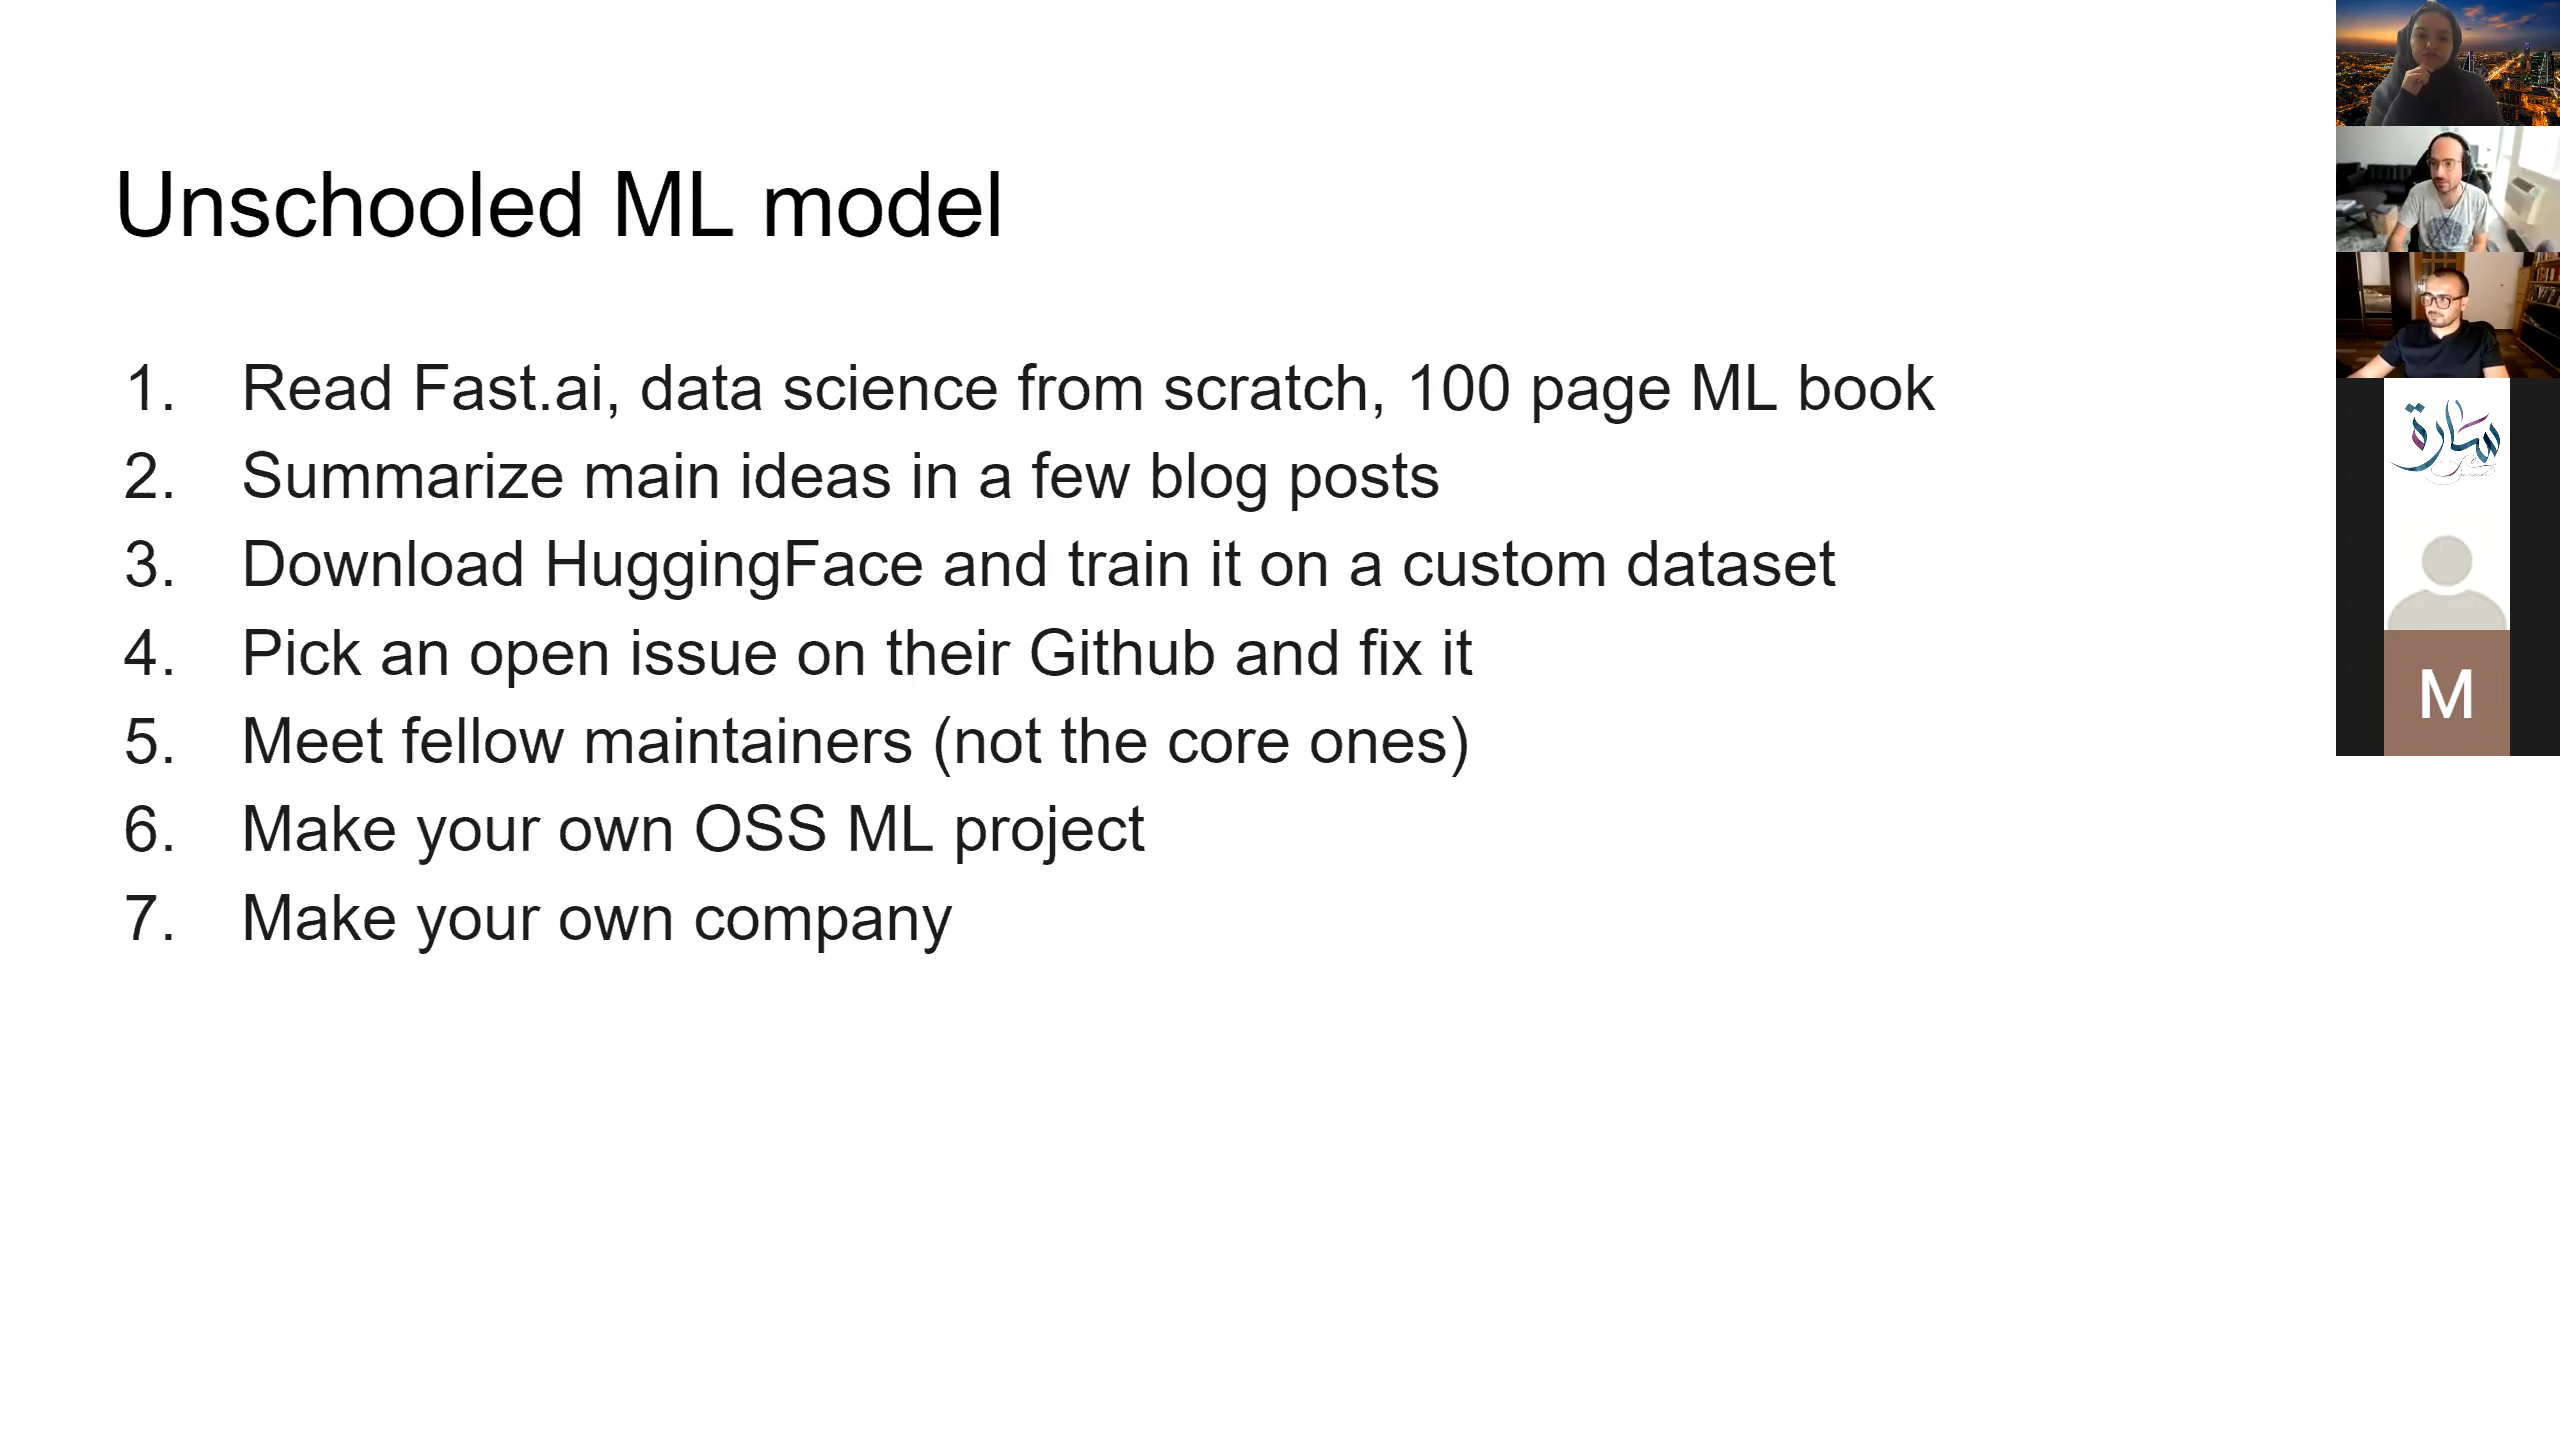 Unschooled ML model
1. Read Fast.ai, data science from scratch, 100 page ML book
2. Summarize main ideas in a few blog posts
3. Download HuggingFace and train it on a custom dataset
4. Pick an open issue on their Github and fix it
5. Meet fellow maintainers (not the core ones)
6. Make your own OSS ML project
7. Make your own company
سارة
M